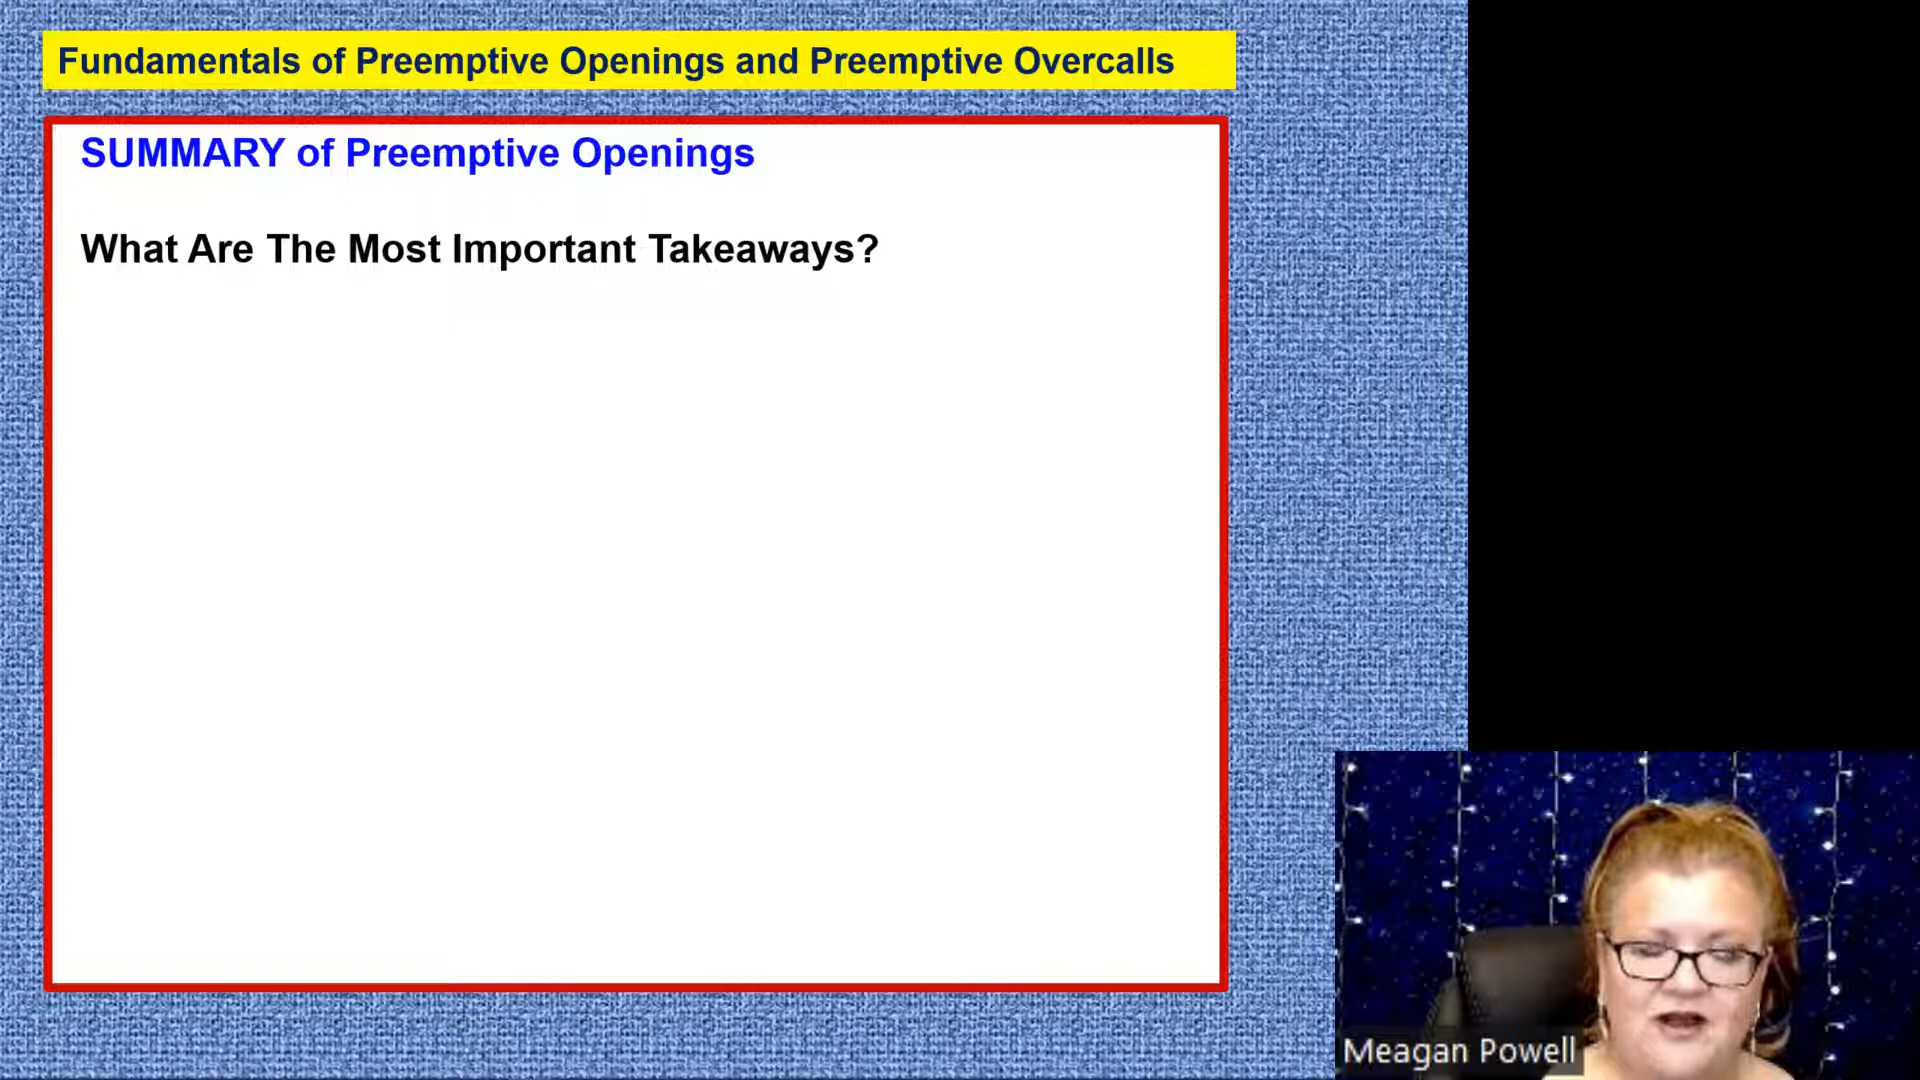 Fundamentals of Preemptive Openings and Preemptive Overcalls
SUMMARY of Preemptive Openings
What Are The Most Important Takeaways?
Meagan Powell